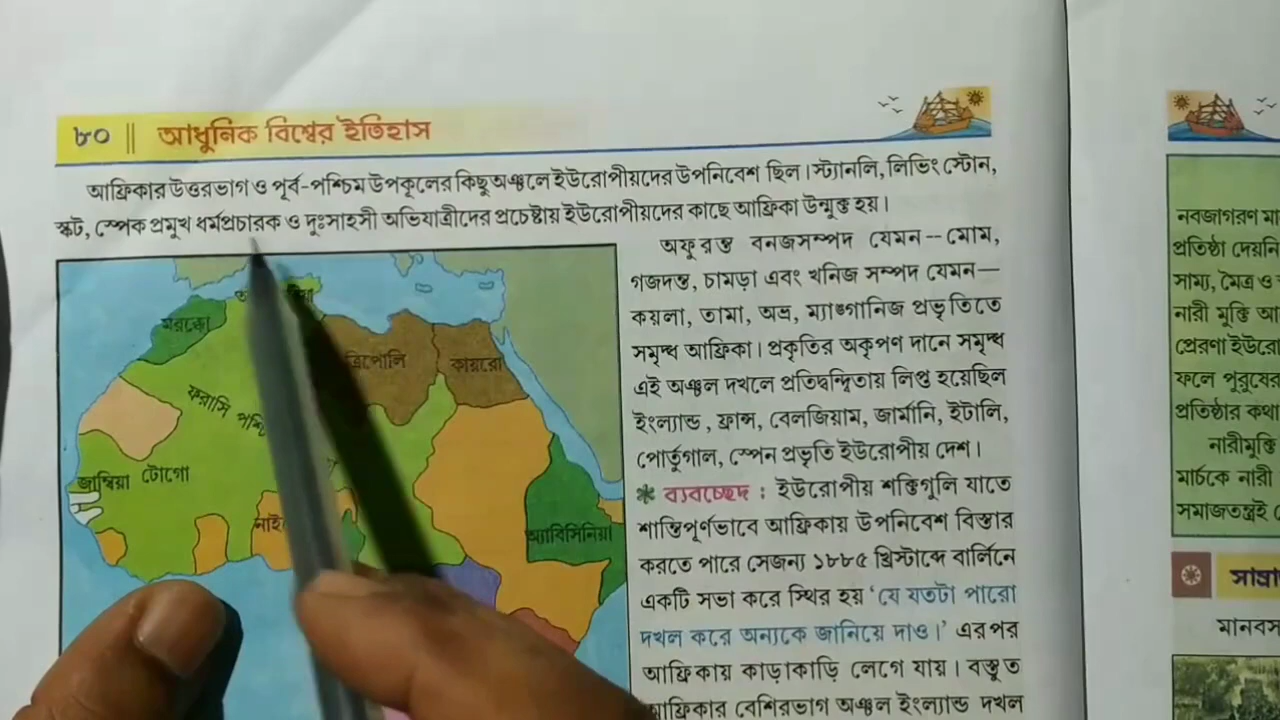 ৮০ || আধুনিক বিশ্বের ইতিহাস
আফ্রিকার উত্তরভাগ ও পূর্ব-পশ্চিম উপকূলের কিছু অঞ্চলে ইউরোপীয়দের উপনিবেশ ছিল। স্ট্যানলি, লিভিং স্টোন,
স্কট, স্পেক প্রমুখ ধর্মপ্রচারক ও দুঃসাহসী অভিযাত্রীদের প্রচেষ্টায় ইউরোপীয়দের কাছে আফ্রিকা উন্মুক্ত হয়।
অফুরন্ত বনজসম্পদ যেমন -- মোম,
গজদন্ত, চামড়া এবং খনিজ সম্পদ যেমন—
কয়লা, তামা, অভ্র, ম্যাঙ্গানিজ প্রভৃতিতে
সমৃদ্ধ আফ্রিকা। প্রকৃতির অকৃপণ দানে সমৃদ্ধ
এই অঞ্চল দখলে প্রতিদ্বন্দ্বিতায় লিপ্ত হয়েছিল
ইংল্যান্ড, ফ্রান্স, বেলজিয়াম, জার্মানি, ইটালি,
পোর্তুগাল, স্পেন প্রভৃতি ইউরোপীয় দেশ।
* ব্যবচ্ছেদ : ইউরোপীয় শক্তিগুলি যাতে
শান্তিপূর্ণভাবে আফ্রিকায় উপনিবেশ বিস্তার
করতে পারে সেজন্য ১৮৮৫ খ্রিস্টাব্দে বার্লিনে
একটি সভা করে স্থির হয় ‘যে যতটা পারো
দখল করে অন্যকে জানিয়ে দাও।’ এরপর
আফ্রিকায় কাড়াকাড়ি লেগে যায়। বস্তুত
আফ্রিকার বেশিরভাগ অঞ্চল ইংল্যান্ড দখল
মরক্কো
ত্রিপোলি
কায়রো
ফরাসি
জাম্বিয়া টোগো
অ্যাবিসিনিয়া
নবজাগরণ
প্রতিষ্ঠা দেয়নি
সাম্য, মৈত্র ও
নারী মুক্তি
প্রেরণা
ফলে পুরুষের
প্রতিষ্ঠার কথা
নারীমুক্তি
মার্চকে নারী
সমাজতন্ত্রই